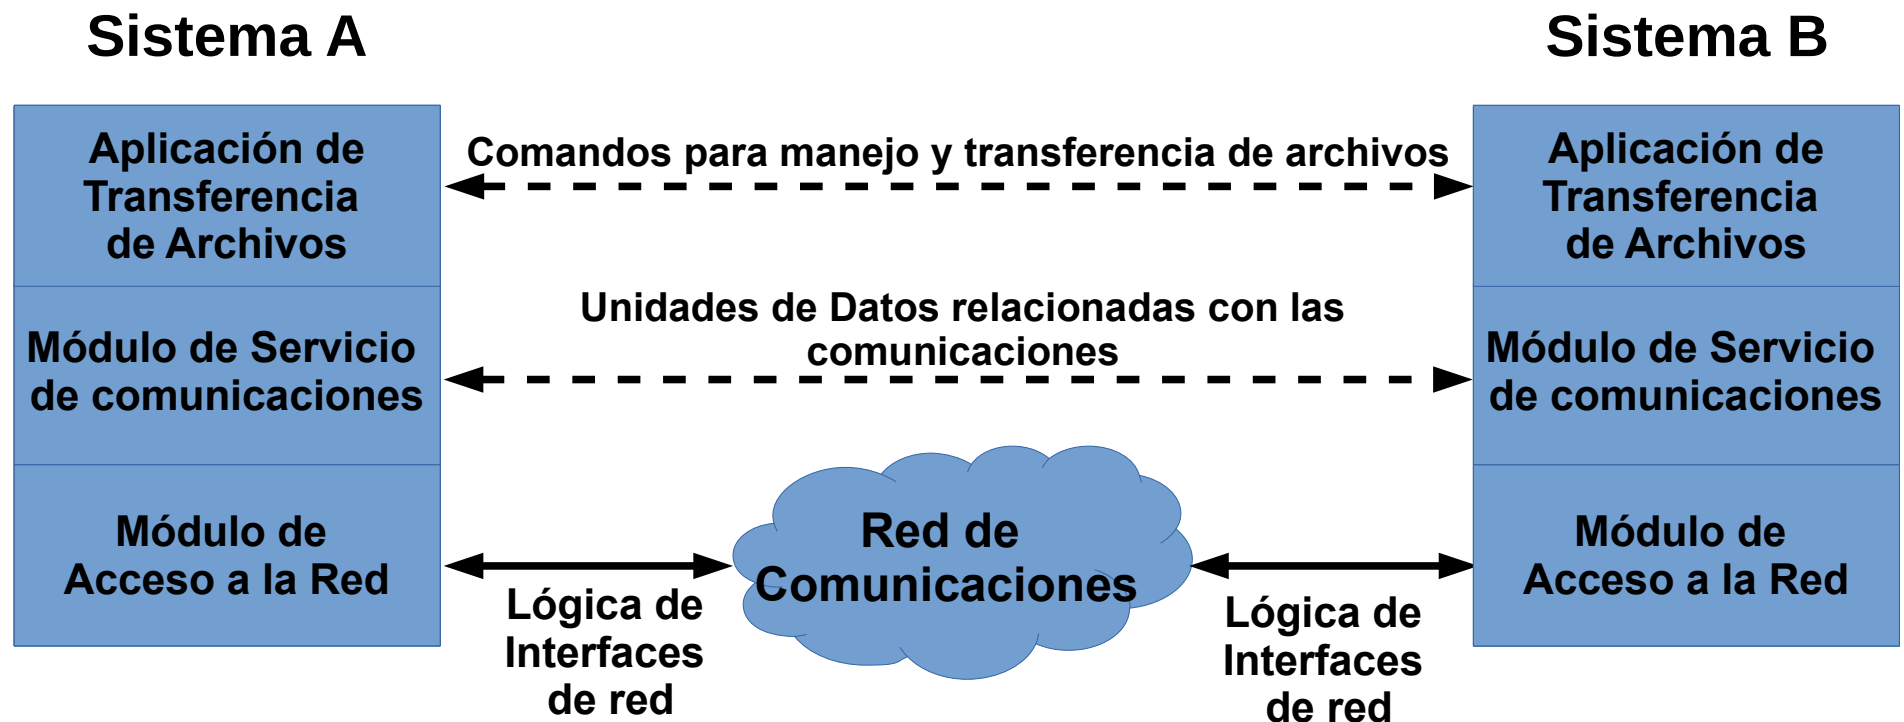 Sistema A
Sistema B
Aplicación de
Transferencia
de Archivos
Comandos para manejo y transferencia de archivos
Aplicación de
Transferencia
de Archivos
Módulo de Servicio
de comunicaciones
Unidades de Datos relacionadas con las
comunicaciones
Módulo de Servicio
de comunicaciones
Módulo de
Acceso a la Red
Lógica de
Interfaces
de red
Red de
Comunicaciones
Lógica de
Interfaces
de red
Módulo de
Acceso a la Red